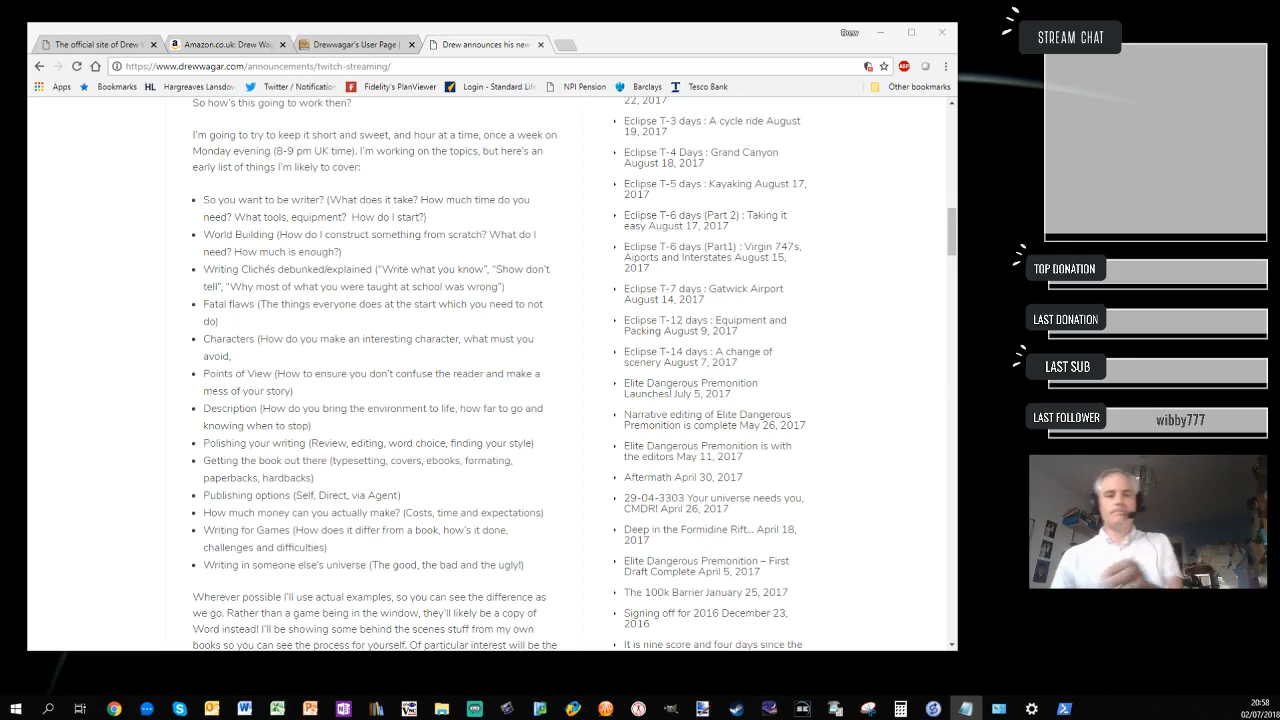 Drew
The official site of Drew
Amazon.co.uk: Drew Wa
Drewwagar's User Page |
Drew announces his new
https://www.drewwagar.com/announcements/twitch-streaming/
ABP
Apps
Bookmarks
HL Hargreaves Lansdov
Twitter / Notification
Fidelity's PlanViewer
Login - Standard Life
NPI Pension
Barclays
Tesco Bank
Other bookmarks
So how's this going to work then?
I'm going to try to keep it short and sweet, and hour at a time, once a week on
Monday evening (8-9 pm UK time). I'm working on the topics, but here's an
early list of things I'm likely to cover:
So you want to be writer? (What does it take? How much time do you
need? What tools, equipment? How do I start?)
World Building (How do I construct something from scratch? What do I
need? How much is enough?)
Writing Clichés debunked/explained ("Write what you know", "Show don't
tell", "Why most of what you were taught at school was wrong")
Fatal flaws (The things everyone does at the start which you need to not
do)
Characters (How do you make an interesting character, what must you
avoid,
Points of View (How to ensure you don't confuse the reader and make a
mess of your story)
Description (How do you bring the environment to life, how far to go and
knowing when to stop)
Polishing your writing (Review, editing, word choice, finding your style)
Getting the book out there (typesetting, covers, ebooks, formating,
paperbacks, hardbacks)
Publishing options (Self, Direct, via Agent)
How much money can you actually make? (Costs, time and expectations)
Writing for Games (How does it differ from a book, how's it done,
challenges and difficulties)
Writing in someone else's universe (The good, the bad and the ugly!)
Wherever possible I'll use actual examples, so you can see the difference as
we go. Rather than a game being in the window, they'll likely be a copy of
Word instead! I'll be showing some behind the scenes stuff from my own
books so you can see the process for yourself. Of particular interest will be the
22, 2017
Eclipse T-3 days : A cycle ride August
19, 2017
Eclipse T-4 Days : Grand Canyon
August 18, 2017
Eclipse T-5 days : Kayaking August 17,
2017
Eclipse T-6 days (Part 2) : Taking it
easy August 17, 2017
Eclipse T-6 days (Part1) : Virgin 747s,
Aiports and Interstates August 15,
2017
Eclipse T-7 days : Gatwick Airport
August 14, 2017
Eclipse T-12 days : Equipment and
Packing August 9, 2017
Eclipse T-14 days : A change of
scenery August 7, 2017
Elite Dangerous Premonition
Launches! July 5, 2017
Narrative editing of Elite Dangerous
Premonition is complete May 26, 2017
Elite Dangerous Premonition is with
the editors May 11, 2017
Aftermath April 30, 2017
29-04-3303 Your universe needs you,
CMDR! April 26, 2017
Deep in the Formidine Rift... April 18,
2017
Elite Dangerous Premonition – First
Draft Complete April 5, 2017
The 100k Barrier January 25, 2017
Signing off for 2016 December 23,
2016
It is nine score and four days since the
STREAM CHAT
TOP DONATION
LAST DONATION
LAST SUB
LAST FOLLOWER
wibby777
20:58
02/07/2018